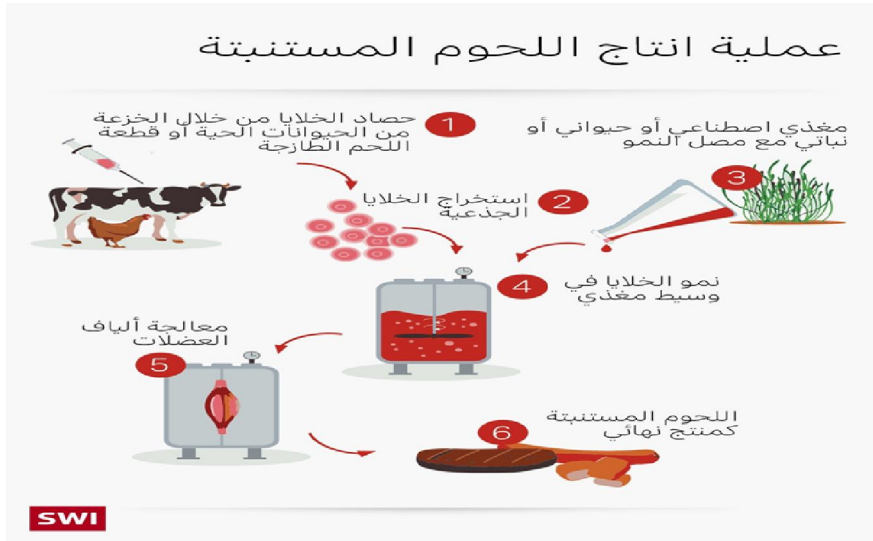 عملية انتاج اللحوم المستنبتة
1
حصاد الخلايا من خلال الخزعة
من الحيوانات الحية أو قطعة
اللحم الطازجة
2
استخراج الخلايا
الجذعية
3
مغذي اصطناعي أو حيواني أو
نباتي مع مصل النمو
4
نمو الخلايا في
وسيط مغذي
5
معالجة ألياف
العضلات
6
اللحوم المستنبتة
كمنتج نهائي
SWI